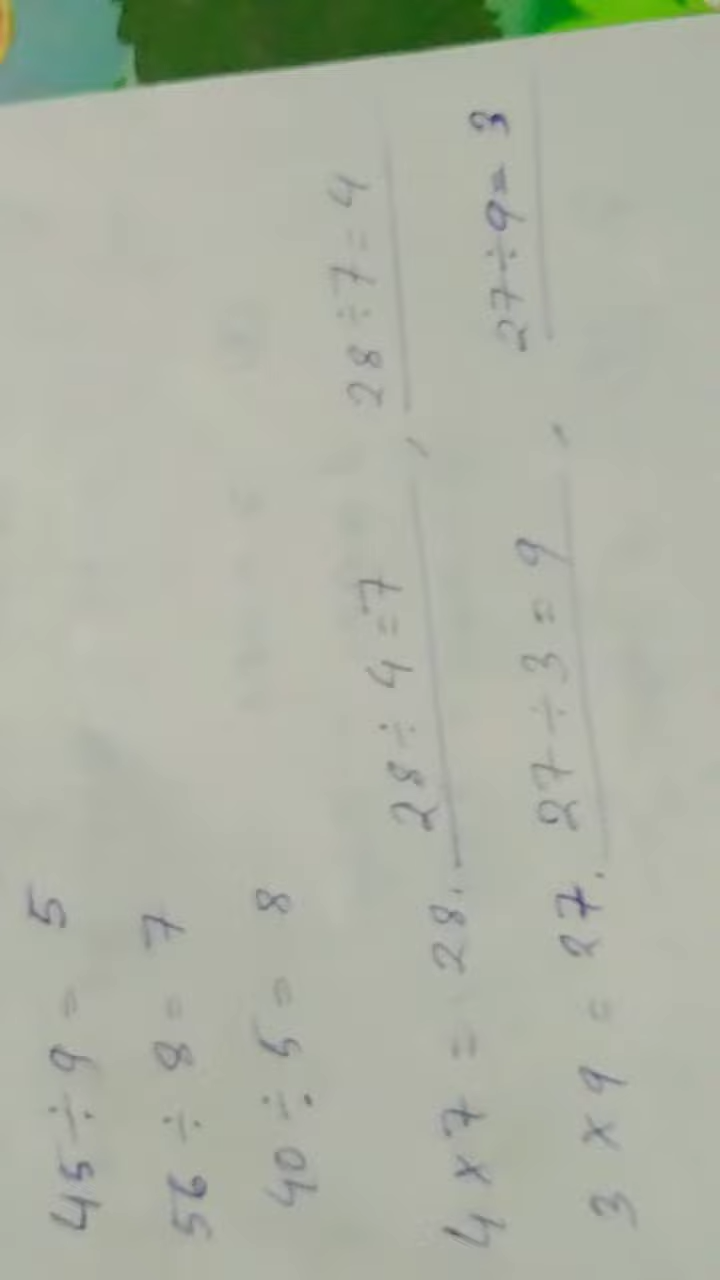 45 ÷ 9 = 5
56 ÷ 8 = 7
40 ÷ 5 = 8
4 x 7 = 28. 28 ÷ 4 = 7, 28 ÷ 7 = 4
3 x 9 = 27. 27 ÷ 3 = 9, 27 ÷ 9 = 3